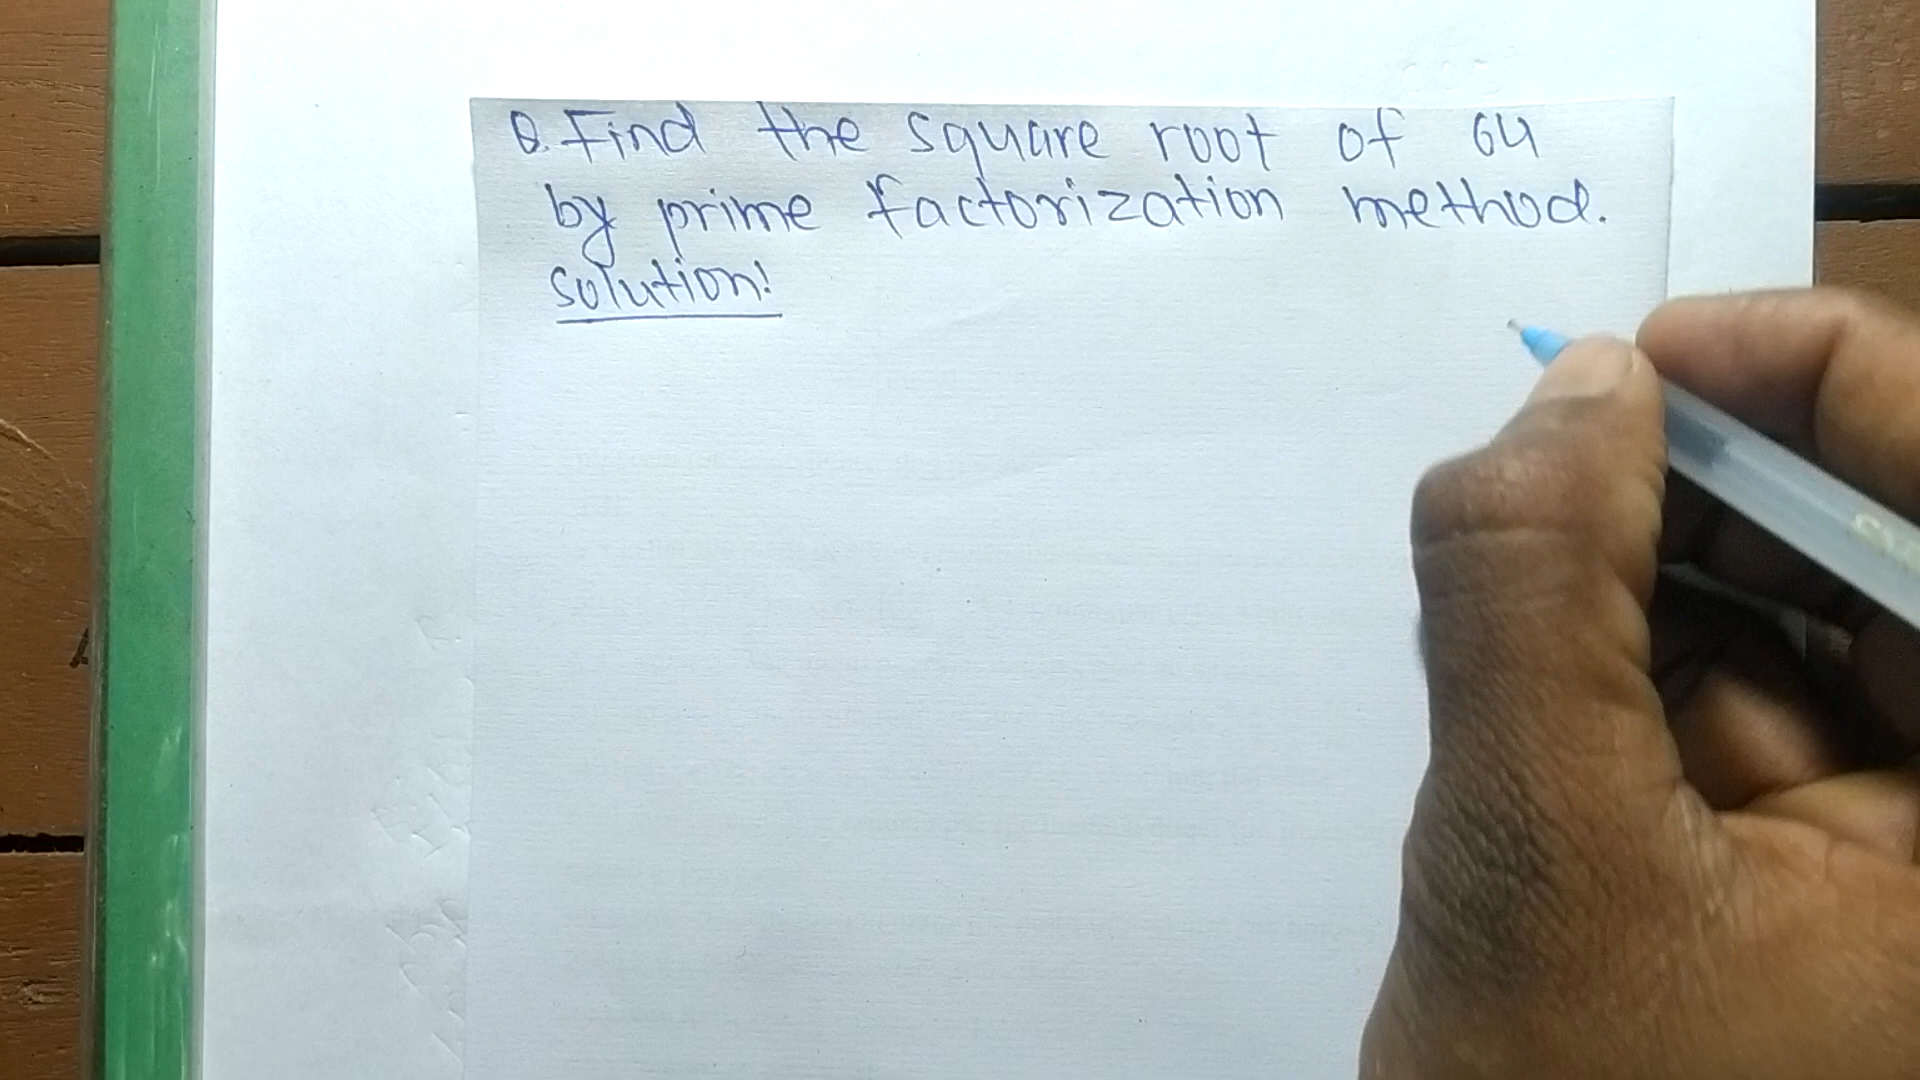 Q. Find the square root of 64
by prime factorization method.
solution: